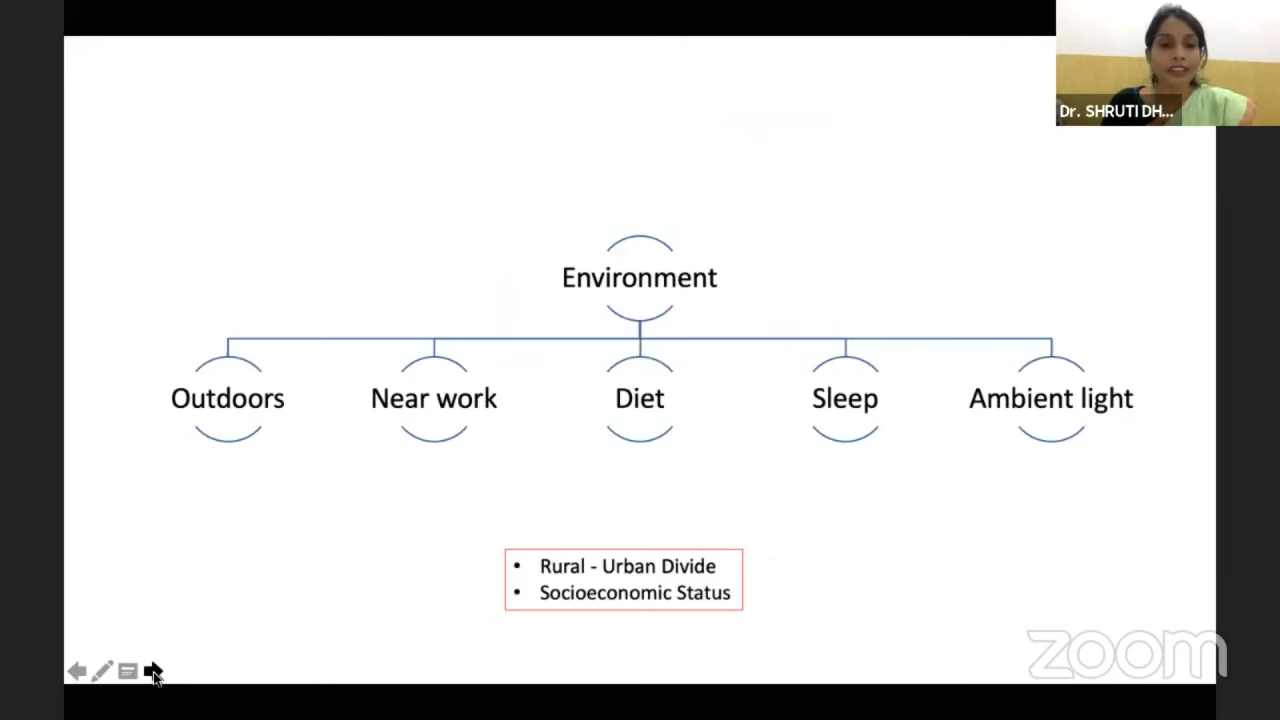 Dr. SHRUTI DH...
Environment
Outdoors
Near work
Diet
Sleep
Ambient light
• Rural - Urban Divide
• Socioeconomic Status
zoom